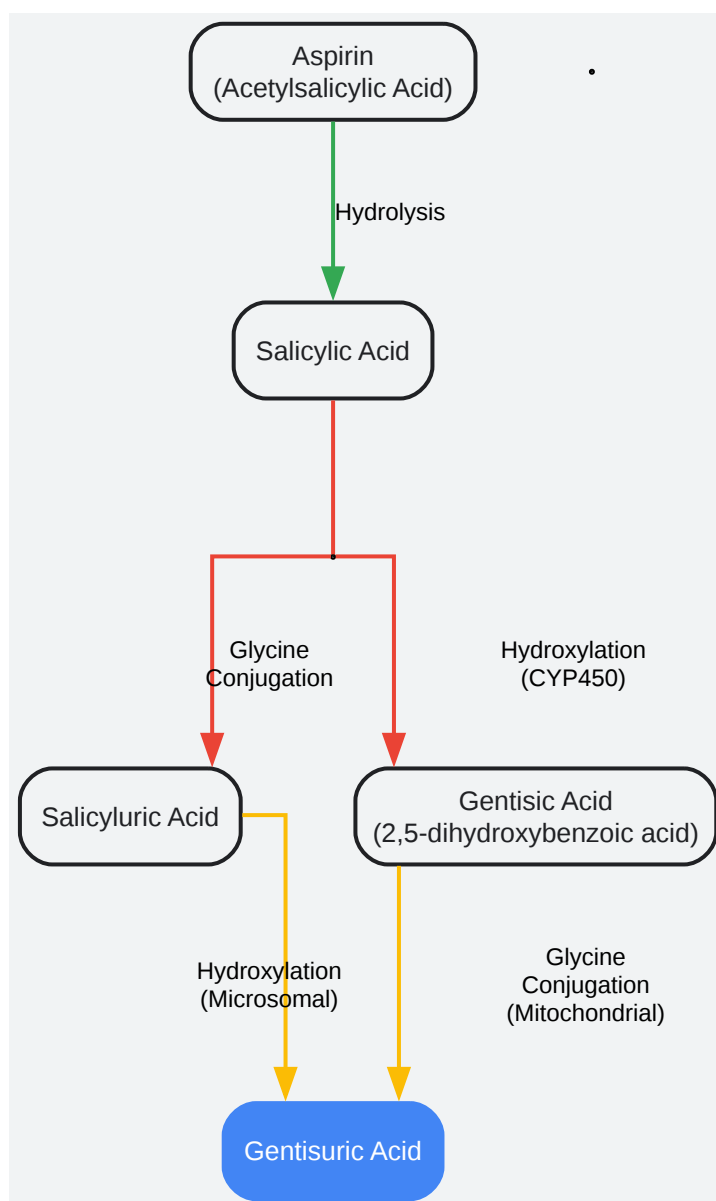 Aspirin
(Acetylsalicylic Acid)
Hydrolysis
Salicylic Acid
Glycine
Conjugation
Hydroxylation
(CYP450)
Salicyluric Acid
Gentisic Acid
(2,5-dihydroxybenzoic acid)
Hydroxylation
(Microsomal)
Glycine
Conjugation
(Mitochondrial)
Gentisuric Acid